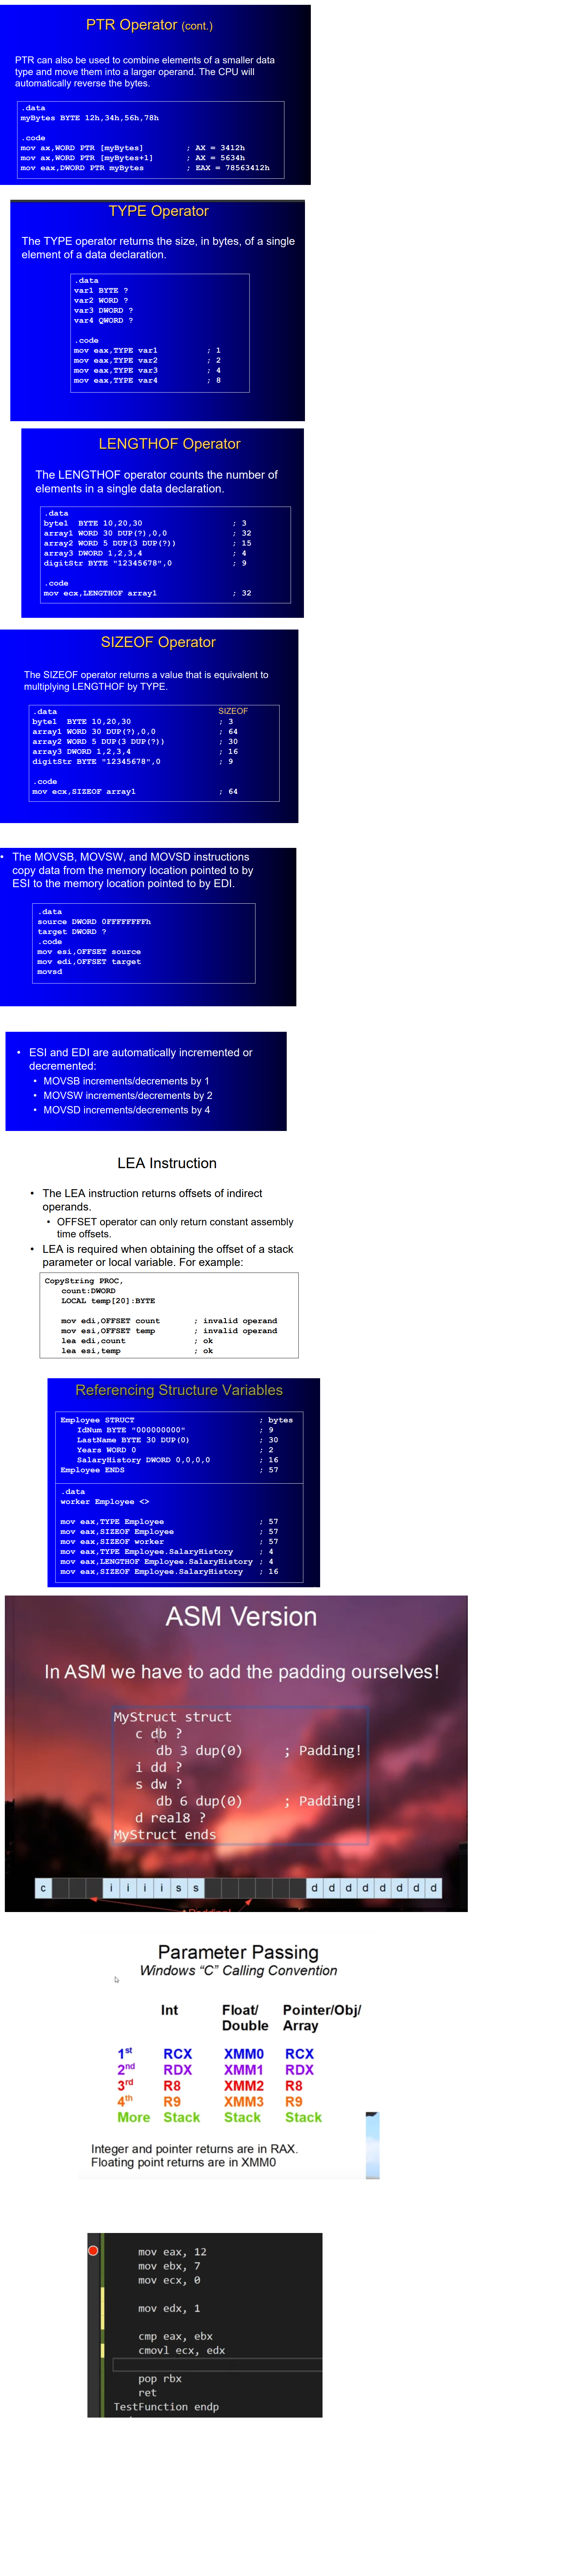 PTR Operator (cont.)
PTR can also be used to combine elements of a smaller data
type and move them into a larger operand. The CPU will
automatically reverse the bytes.
.data
myBytes BYTE 12h,34h,56h,78h
.code
mov ax,WORD PTR [myBytes] ; AX = 3412h
mov ax,WORD PTR [myBytes+1] ; AX = 5634h
mov eax,DWORD PTR myBytes ; EAX = 78563412h
TYPE Operator
The TYPE operator returns the size, in bytes, of a single
element of a data declaration.
.data
var1 BYTE ?
var2 WORD ?
var3 DWORD ?
var4 QWORD ?
.code
mov eax,TYPE var1 ; 1
mov eax,TYPE var2 ; 2
mov eax,TYPE var3 ; 4
mov eax,TYPE var4 ; 8
LENGTHOF Operator
The LENGTHOF operator counts the number of
elements in a single data declaration.
.data
byte1 BYTE 10,20,30 ; 3
array1 WORD 30 DUP(?),0,0 ; 32
array2 WORD 5 DUP(3 DUP(?)) ; 15
array3 DWORD 1,2,3,4 ; 4
digitStr BYTE "12345678",0 ; 9
.code
mov ecx,LENGTHOF array1 ; 32
SIZEOF Operator
The SIZEOF operator returns a value that is equivalent to
multiplying LENGTHOF by TYPE.
.data SIZEOF
byte1 BYTE 10,20,30 ; 3
array1 WORD 30 DUP(?),0,0 ; 64
array2 WORD 5 DUP(3 DUP(?)) ; 30
array3 DWORD 1,2,3,4 ; 16
digitStr BYTE "12345678",0 ; 9
.code
mov ecx,SIZEOF array1 ; 64
• The MOVSB, MOVSW, and MOVSD instructions
copy data from the memory location pointed to by
ESI to the memory location pointed to by EDI.
.data
source DWORD 0FFFFFFFFh
target DWORD ?
.code
mov esi,OFFSET source
mov edi,OFFSET target
movsd
• ESI and EDI are automatically incremented or
decremented:
• MOVSB increments/decrements by 1
• MOVSW increments/decrements by 2
• MOVSD increments/decrements by 4
LEA Instruction
• The LEA instruction returns offsets of indirect
operands.
• OFFSET operator can only return constant assembly
time offsets.
• LEA is required when obtaining the offset of a stack
parameter or local variable. For example:
CopyString PROC,
count:DWORD
LOCAL temp[20]:BYTE
mov edi,OFFSET count ; invalid operand
mov esi,OFFSET temp ; invalid operand
lea edi,count ; ok
lea esi,temp ; ok
Referencing Structure Variables
Employee STRUCT ; bytes
IdNum BYTE "000000000" ; 9
LastName BYTE 30 DUP(0) ; 30
Years WORD 0 ; 2
SalaryHistory DWORD 0,0,0,0 ; 16
Employee ENDS ; 57
.data
worker Employee <>
mov eax,TYPE Employee ; 57
mov eax,SIZEOF Employee ; 57
mov eax,SIZEOF worker ; 57
mov eax,TYPE Employee.SalaryHistory ; 4
mov eax,LENGTHOF Employee.SalaryHistory ; 4
mov eax,SIZEOF Employee.SalaryHistory ; 16
ASM Version
In ASM we have to add the padding ourselves!
MyStruct struct
c db ?
db 3 dup(0) ; Padding!
i dd ?
s dw ?
db 6 dup(0) ; Padding!
d real8 ?
MyStruct ends
c i i i i s s d d d d d d d d
Parameter Passing
Windows “C” Calling Convention
Int Float/ Pointer/Obj/
Double Array
1st RCX XMM0 RCX
2nd RDX XMM1 RDX
3rd R8 XMM2 R8
4th R9 XMM3 R9
More Stack Stack Stack
Integer and pointer returns are in RAX.
Floating point returns are in XMM0
mov eax, 12
mov ebx, 7
mov ecx, 0
mov edx, 1
cmp eax, ebx
cmovl ecx, edx
pop rbx
ret
TestFunction endp